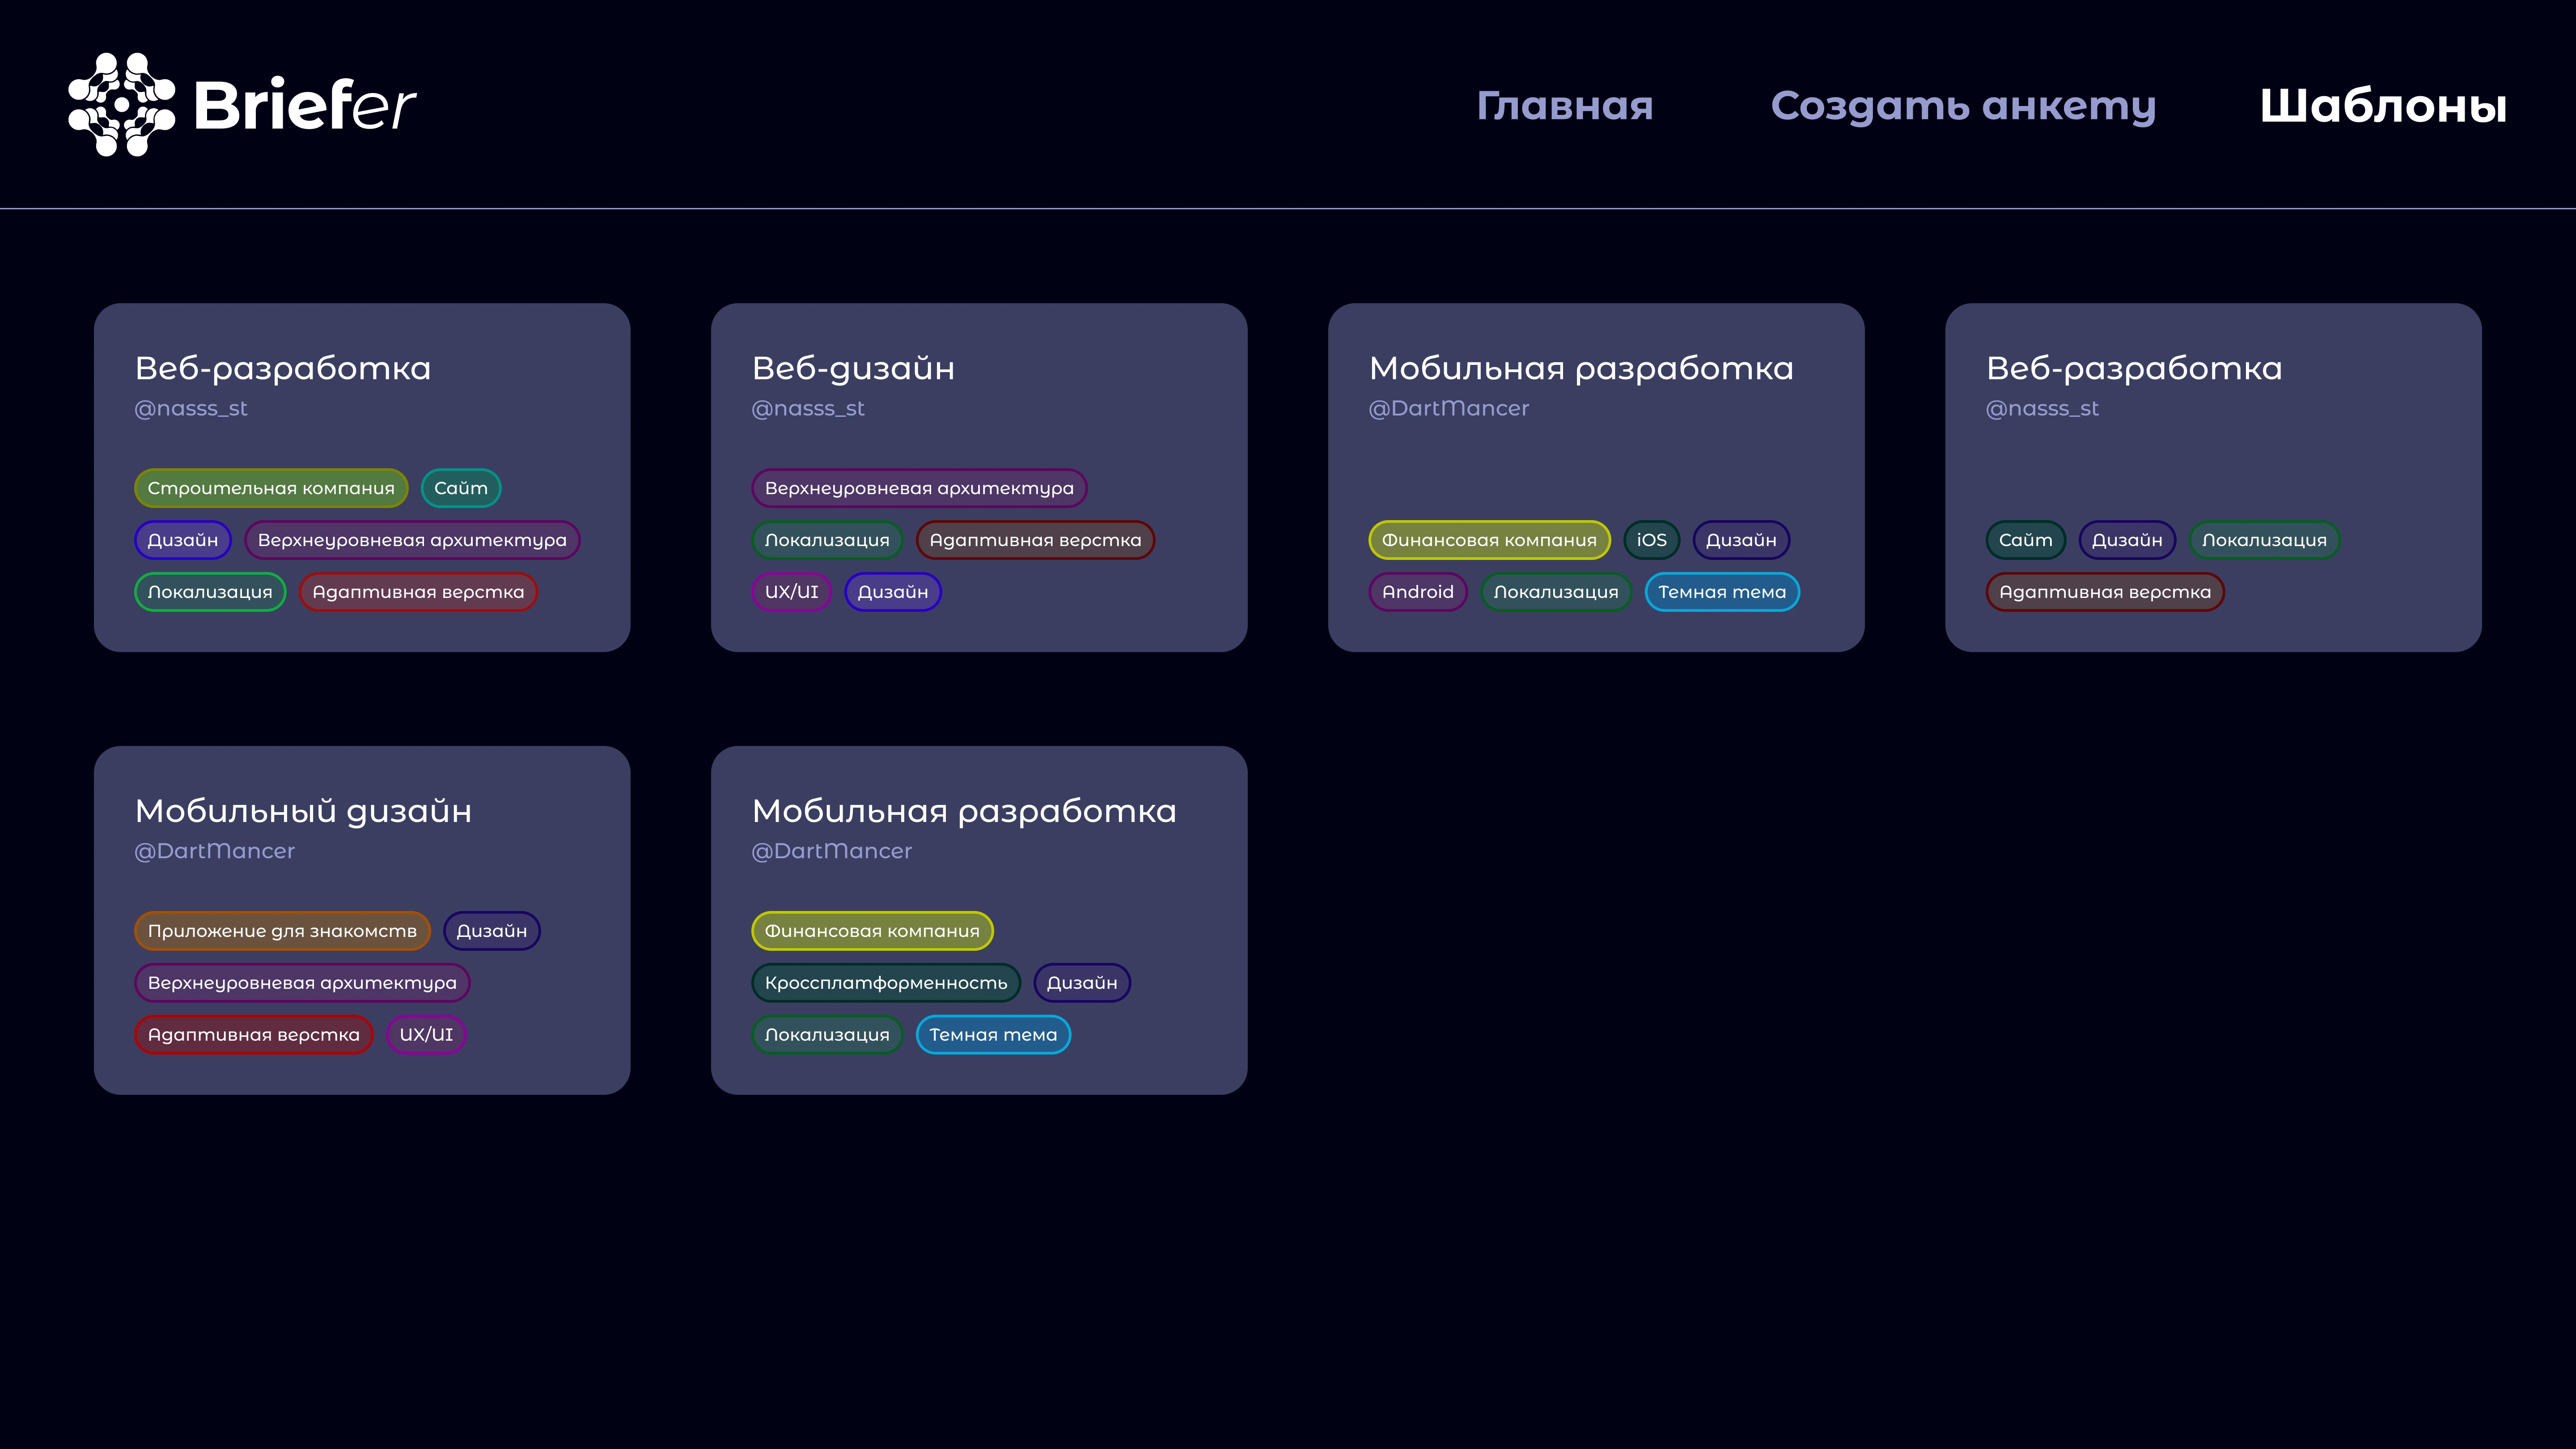 Briefer
Главная Создать анкету Шаблоны
Веб-разработка
@nasss_st
Строительная компания Сайт
Дизайн Верхнеуровневая архитектура
Локализация Адаптивная верстка
Веб-дизайн
@nasss_st
Верхнеуровневая архитектура
Локализация Адаптивная верстка
UX/UI Дизайн
Мобильная разработка
@DartMancer
Финансовая компания iOS Дизайн
Android Локализация Темная тема
Веб-разработка
@nasss_st
Сайт Дизайн Локализация
Адаптивная верстка
Мобильный дизайн
@DartMancer
Приложение для знакомств Дизайн
Верхнеуровневая архитектура
Адаптивная верстка UX/UI
Мобильная разработка
@DartMancer
Финансовая компания
Кроссплатформенность Дизайн
Локализация Темная тема